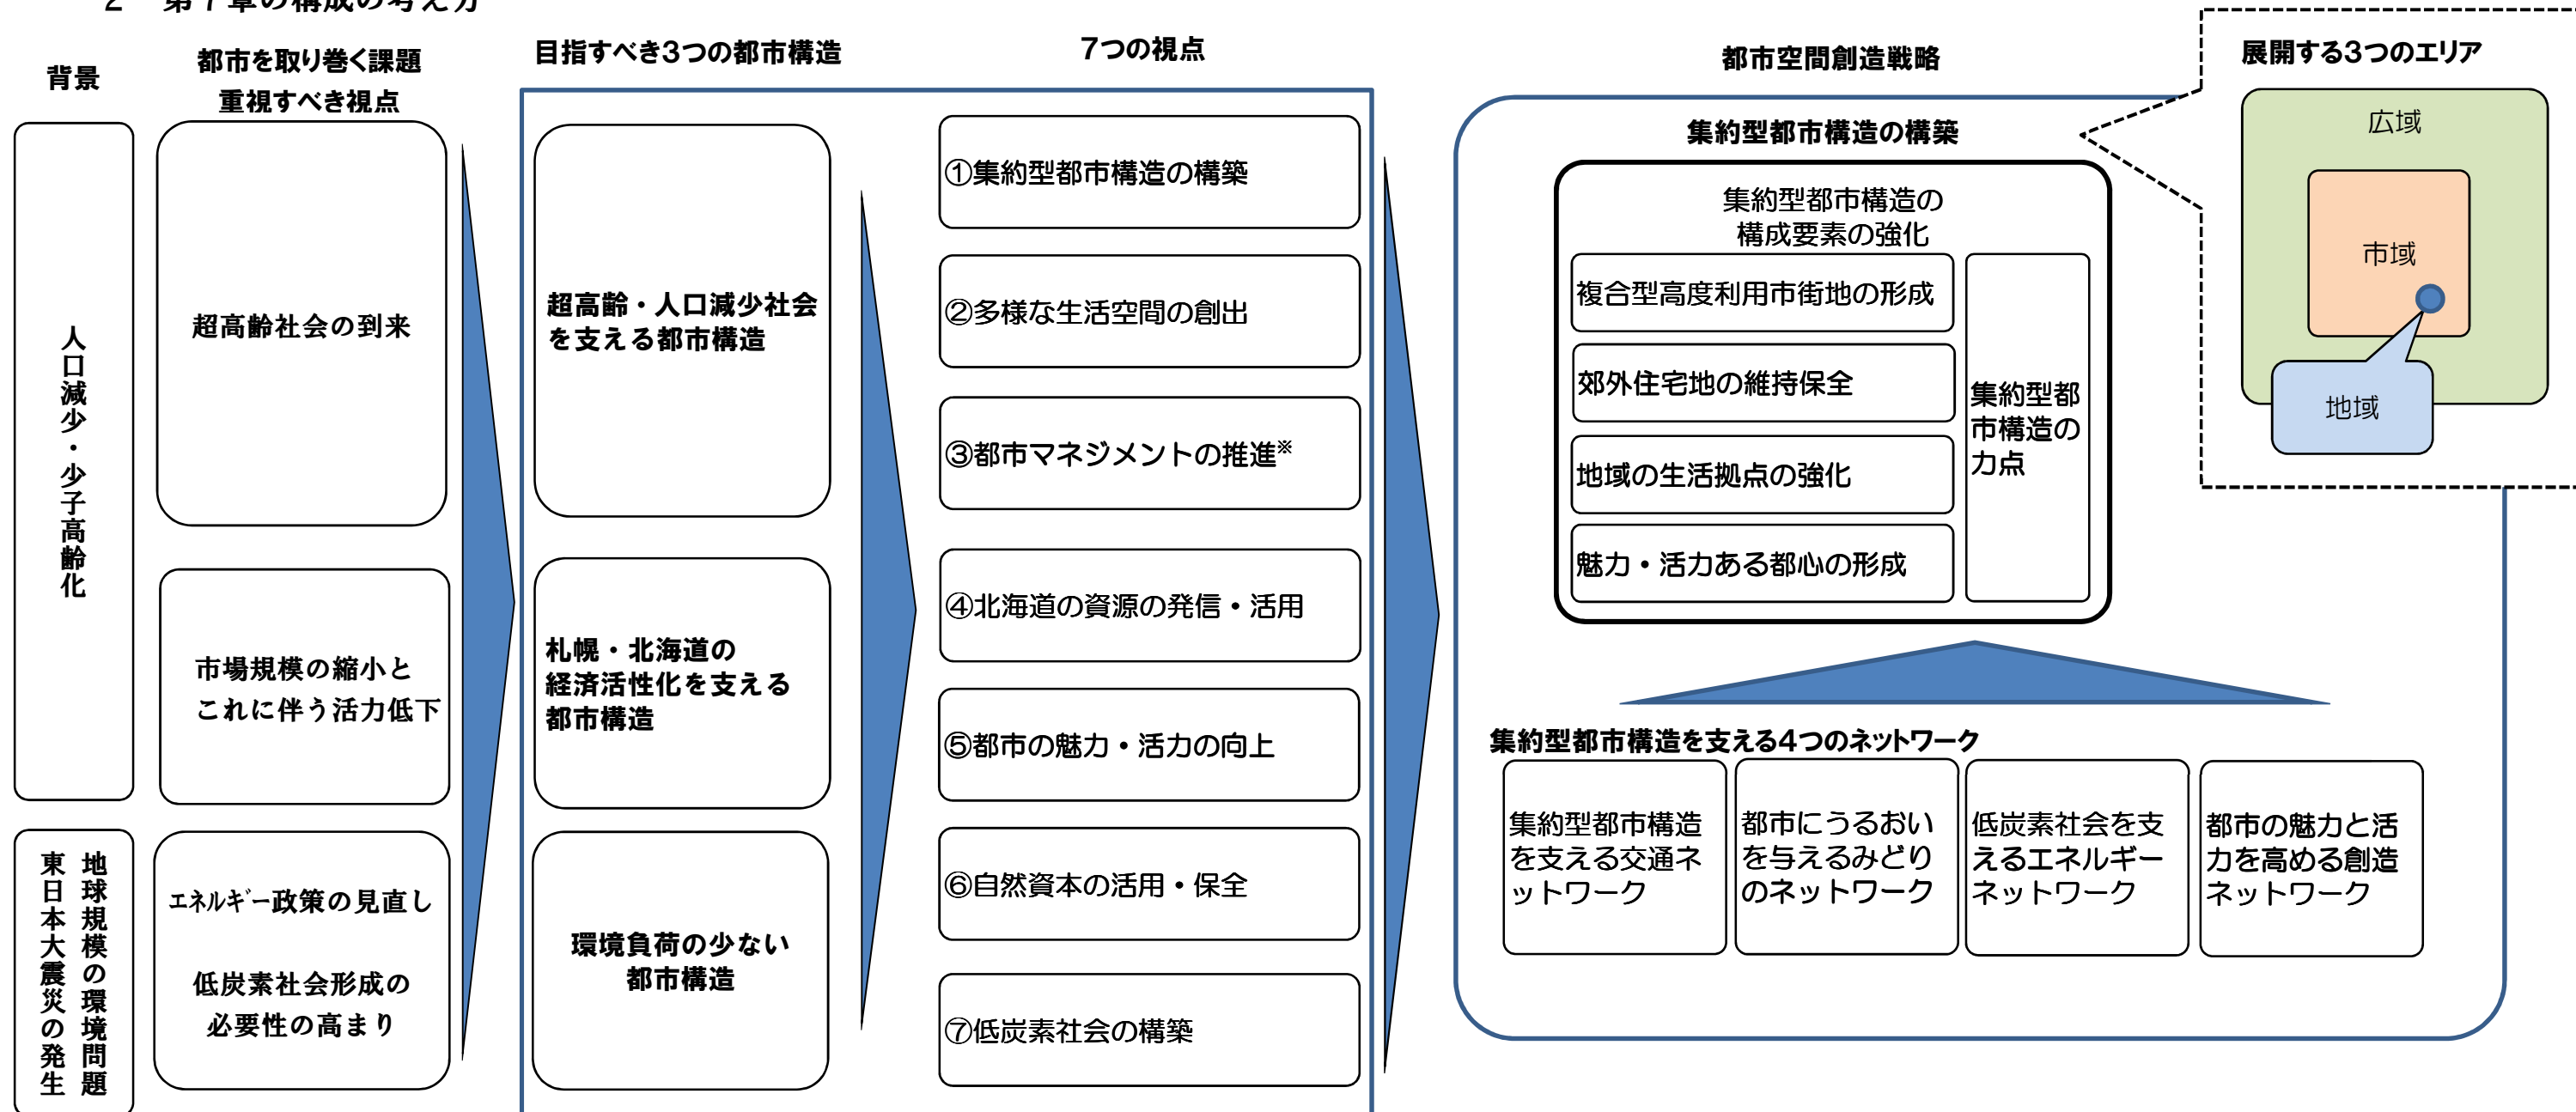 2　第７章の構成の考え方
背景
人口減少・少子高齢化
地球規模の環境問題
東日本大震災の発生
都市を取り巻く課題
重視すべき視点
超高齢社会の到来
市場規模の縮小と
これに伴う活力低下
エネルギー政策の見直し
低炭素社会形成の
必要性の高まり
目指すべき3つの都市構造
超高齢・人口減少社会
を支える都市構造
札幌・北海道の
経済活性化を支える
都市構造
環境負荷の少ない
都市構造
7つの視点
①集約型都市構造の構築
②多様な生活空間の創出
③都市マネジメントの推進※
④北海道の資源の発信・活用
⑤都市の魅力・活力の向上
⑥自然資本の活用・保全
⑦低炭素社会の構築
都市空間創造戦略
集約型都市構造の構築
集約型都市構造の
構成要素の強化
複合型高度利用市街地の形成
郊外住宅地の維持保全
地域の生活拠点の強化
魅力・活力ある都心の形成
集約型都
市構造の
力点
集約型都市構造を支える4つのネットワーク
集約型都市構造
を支える交通ネ
ットワーク
都市にうるおい
を与えるみどり
のネットワーク
低炭素社会を支
えるエネルギー
ネットワーク
都市の魅力と活
力を高める創造
ネットワーク
展開する3つのエリア
広域
市域
地域